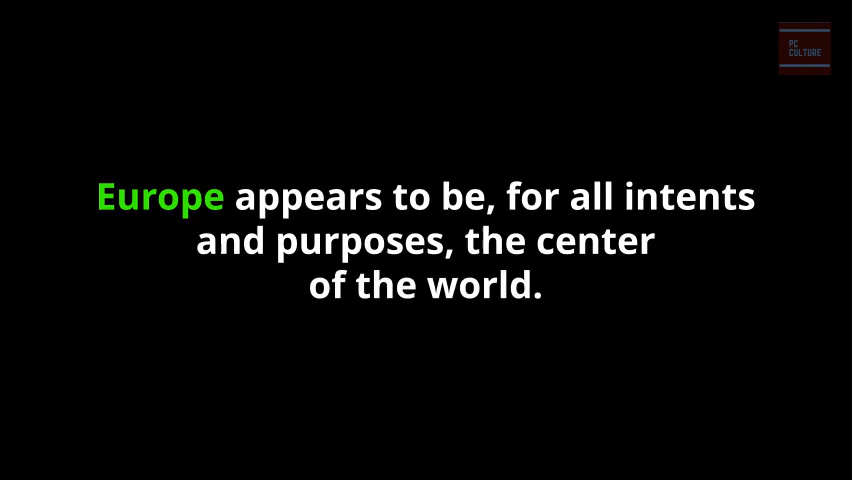 PC
CULTURE
Europe appears to be, for all intents
and purposes, the center
of the world.